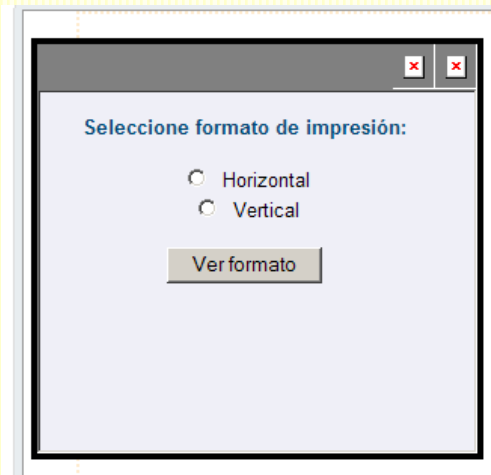 Seleccione formato de impresión:
Horizontal
Vertical
Ver formato